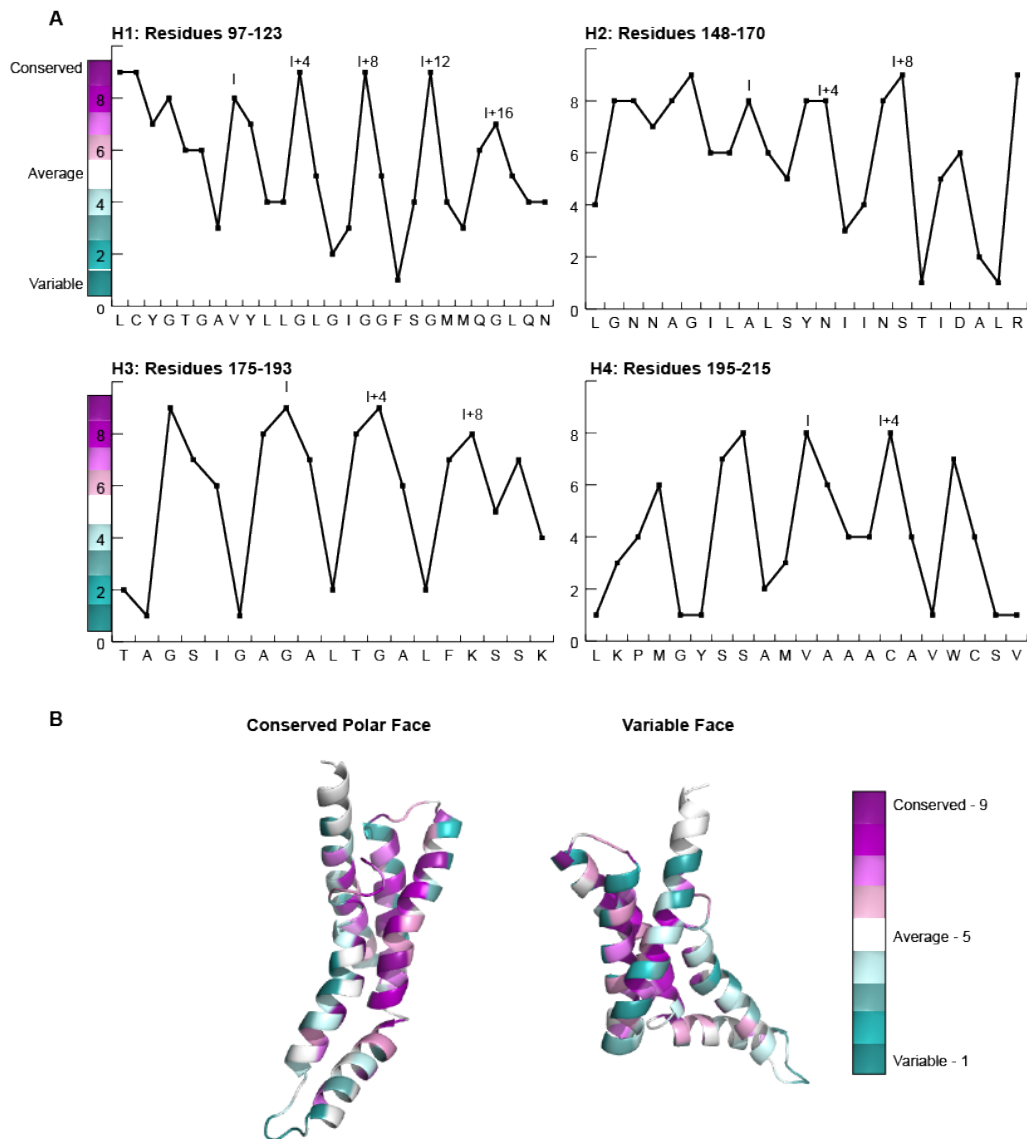 A
H1: Residues 97-123
Conserved
8
6
Average
4
2
Variable
0
I
I+4
I+8
I+12
I+16
L C Y G T G A V Y L L G L G I G G F S G M M Q G L Q N
H2: Residues 148-170
10
8
6
4
2
0
I
I+4
I+8
L G N N A G I L A L S Y N I I N S T I D A L R
H3: Residues 175-193
8
6
4
2
0
I
I+4
I+8
T A G S I G A G A L T G A L F K S S K
H4: Residues 195-215
10
8
6
4
2
0
I
I+4
L K P M G Y S S A M V A A A C A V W C S V
B
Conserved Polar Face
Variable Face
Conserved - 9
Average - 5
Variable - 1